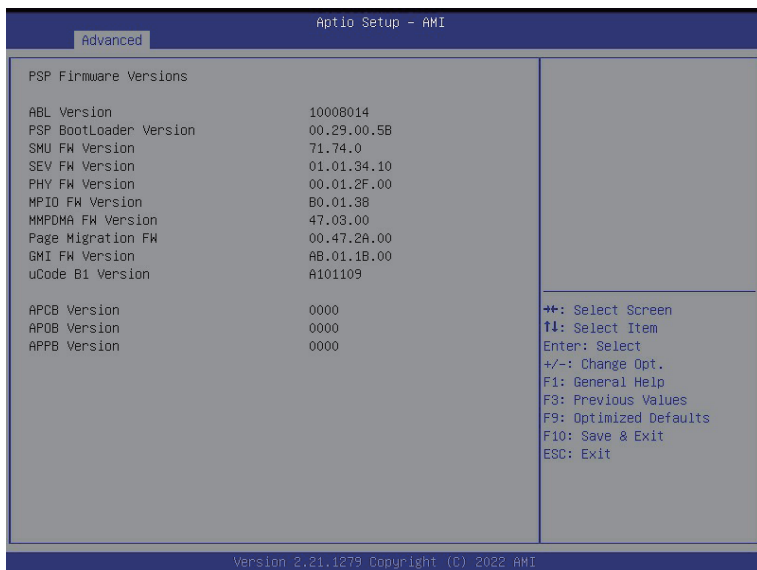 Aptio Setup – AMI
Advanced
PSP Firmware Versions
ABL Version 10008014
PSP BootLoader Version 00.29.00.5B
SMU FW Version 71.74.0
SEV FW Version 01.01.34.10
PHY FW Version 00.01.2F.00
MPIO FW Version B0.01.38
MMPDMA FW Version 47.03.00
Page Migration FW 00.47.2A.00
GMI FW Version AB.01.1B.00
uCode B1 Version A101109
APCB Version 0000
APOB Version 0000
APPB Version 0000
→←: Select Screen
↑↓: Select Item
Enter: Select
+/-: Change Opt.
F1: General Help
F3: Previous Values
F9: Optimized Defaults
F10: Save & Exit
ESC: Exit
Version 2.21.1279 Copyright (C) 2022 AMI